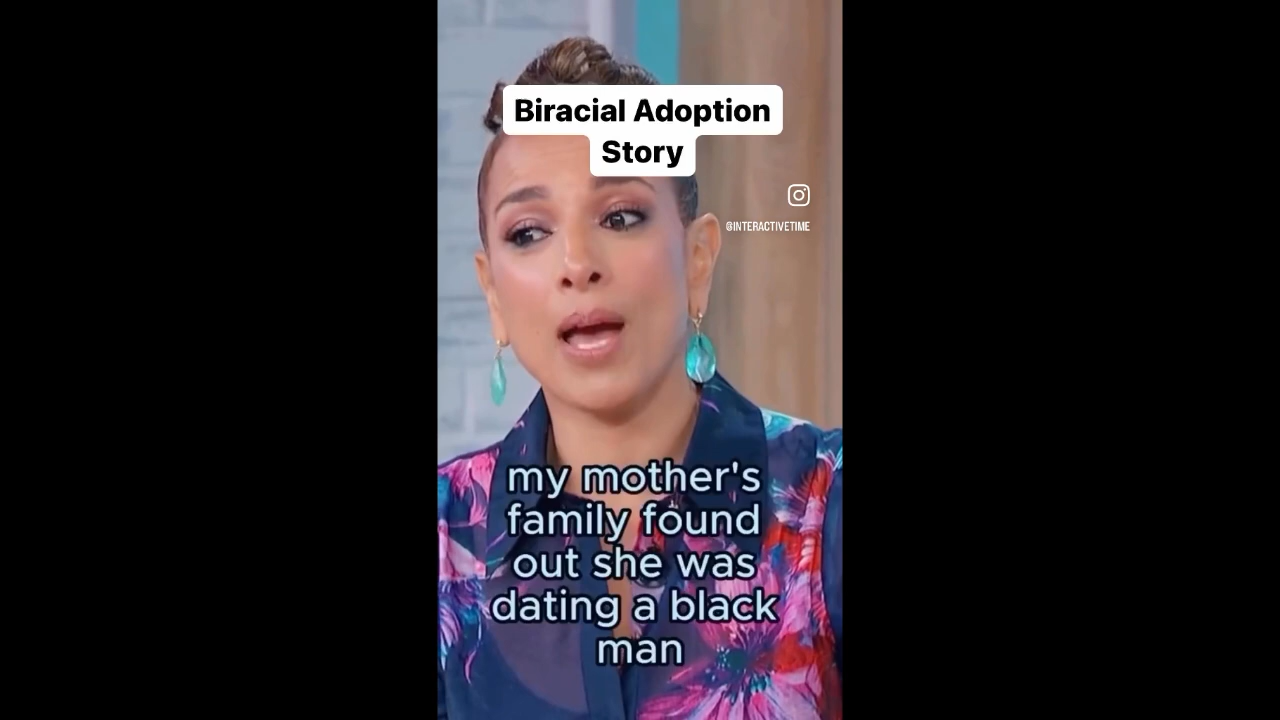 Biracial Adoption
Story
@INTERACTIVETIME
my mother's
family found
out she was
dating a black
man